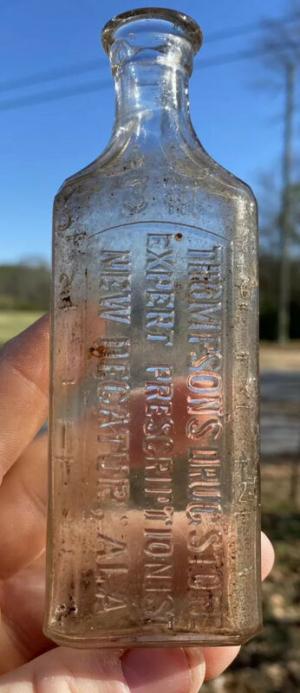 THOMPSON'S DRUG STORE
EXPERT PRESCRIPTIONIST
NEW DECATUR, ALA